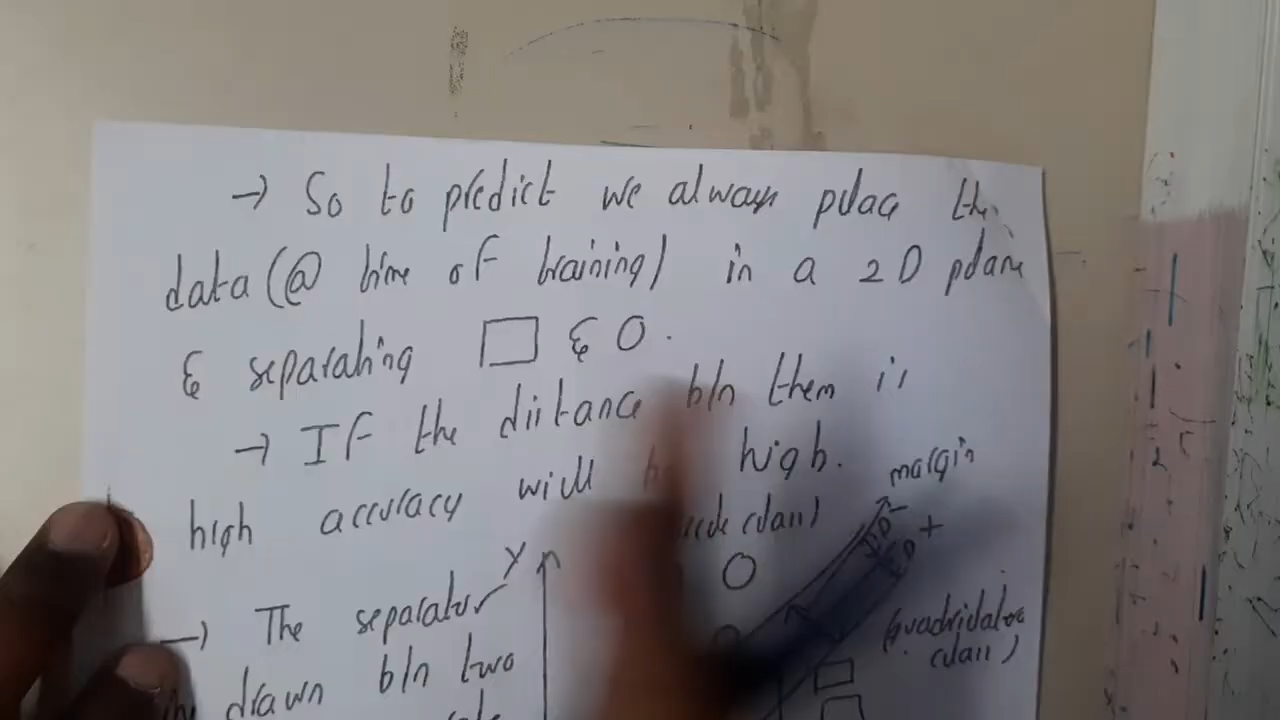 → So to predict we always place the
data (@ time of training) in a 2D plane
& separating □ & O.
→ If the distance b/n them is
high accuracy will high.
class)
margin
D-
D+
Y
→ The separator
drawn b/n two
(quadrilateral
class)